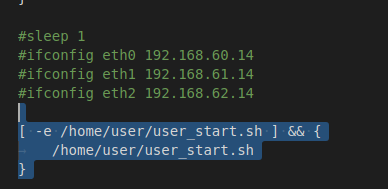 }
#sleep 1
#ifconfig eth0 192.168.60.14
#ifconfig eth1 192.168.61.14
#ifconfig eth2 192.168.62.14
[ -e /home/user/user_start.sh ] && {
    /home/user/user_start.sh
}